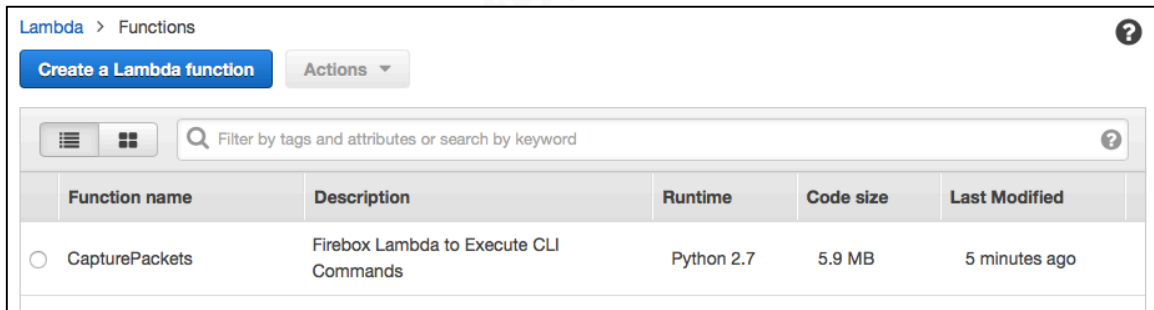 Lambda > Functions
Create a Lambda function Actions
Filter by tags and attributes or search by keyword
Function name Description Runtime Code size Last Modified
CapturePackets Firebox Lambda to Execute CLI Commands Python 2.7 5.9 MB 5 minutes ago